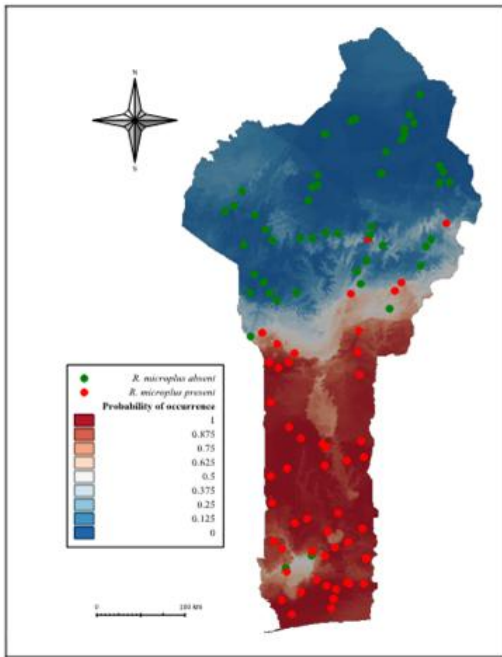 N
R. microplus absent
R. microplus present
Probability of occurrence
1
0.875
0.75
0.625
0.5
0.375
0.25
0.125
0
0
100 km